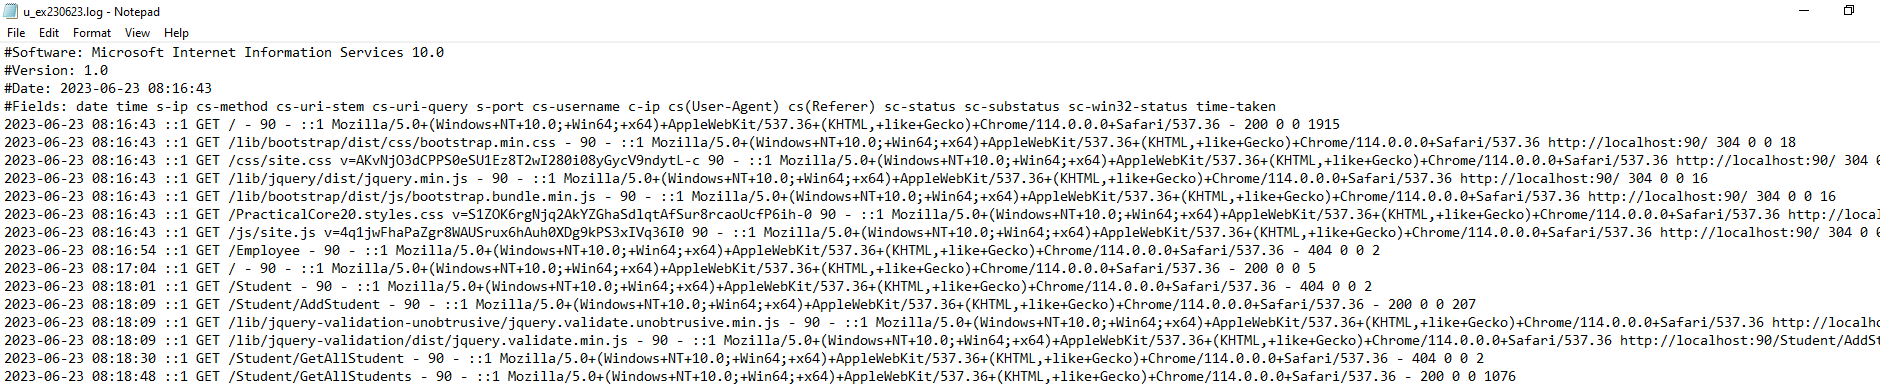 u_ex230623.log - Notepad
File Edit Format View Help
#Software: Microsoft Internet Information Services 10.0
#Version: 1.0
#Date: 2023-06-23 08:16:43
#Fields: date time s-ip cs-method cs-uri-stem cs-uri-query s-port cs-username c-ip cs(User-Agent) cs(Referer) sc-status sc-substatus sc-win32-status time-taken
2023-06-23 08:16:43 ::1 GET / - 90 - ::1 Mozilla/5.0+(Windows+NT+10.0;+Win64;+x64)+AppleWebKit/537.36+(KHTML,+like+Gecko)+Chrome/114.0.0.0+Safari/537.36 - 200 0 0 1915
2023-06-23 08:16:43 ::1 GET /lib/bootstrap/dist/css/bootstrap.min.css - 90 - ::1 Mozilla/5.0+(Windows+NT+10.0;+Win64;+x64)+AppleWebKit/537.36+(KHTML,+like+Gecko)+Chrome/114.0.0.0+Safari/537.36 http://localhost:90/ 304 0 0 18
2023-06-23 08:16:43 ::1 GET /css/site.css v=AKvNjO3dCPPS0eSU1Ez8T2wI280i08yGycV9ndytL-c 90 - ::1 Mozilla/5.0+(Windows+NT+10.0;+Win64;+x64)+AppleWebKit/537.36+(KHTML,+like+Gecko)+Chrome/114.0.0.0+Safari/537.36 http://localhost:90/ 304 0
2023-06-23 08:16:43 ::1 GET /lib/jquery/dist/jquery.min.js - 90 - ::1 Mozilla/5.0+(Windows+NT+10.0;+Win64;+x64)+AppleWebKit/537.36+(KHTML,+like+Gecko)+Chrome/114.0.0.0+Safari/537.36 http://localhost:90/ 304 0 0 16
2023-06-23 08:16:43 ::1 GET /lib/bootstrap/dist/js/bootstrap.bundle.min.js - 90 - ::1 Mozilla/5.0+(Windows+NT+10.0;+Win64;+x64)+AppleWebKit/537.36+(KHTML,+like+Gecko)+Chrome/114.0.0.0+Safari/537.36 http://localhost:90/ 304 0 0 16
2023-06-23 08:16:43 ::1 GET /PracticalCore20.styles.css v=S1ZOK6rgNjq2AkYZGhaSdlqtAfSur8rcaoUcfP6ih-0 90 - ::1 Mozilla/5.0+(Windows+NT+10.0;+Win64;+x64)+AppleWebKit/537.36+(KHTML,+like+Gecko)+Chrome/114.0.0.0+Safari/537.36 http://local
2023-06-23 08:16:43 ::1 GET /js/site.js v=4q1jwFhaPaZgr8WAUSrux6hAuh0XDg9kPS3xIVq36I0 90 - ::1 Mozilla/5.0+(Windows+NT+10.0;+Win64;+x64)+AppleWebKit/537.36+(KHTML,+like+Gecko)+Chrome/114.0.0.0+Safari/537.36 http://localhost:90/ 304 0 0
2023-06-23 08:16:54 ::1 GET /Employee - 90 - ::1 Mozilla/5.0+(Windows+NT+10.0;+Win64;+x64)+AppleWebKit/537.36+(KHTML,+like+Gecko)+Chrome/114.0.0.0+Safari/537.36 - 404 0 0 2
2023-06-23 08:17:04 ::1 GET / - 90 - ::1 Mozilla/5.0+(Windows+NT+10.0;+Win64;+x64)+AppleWebKit/537.36+(KHTML,+like+Gecko)+Chrome/114.0.0.0+Safari/537.36 - 200 0 0 5
2023-06-23 08:18:01 ::1 GET /Student - 90 - ::1 Mozilla/5.0+(Windows+NT+10.0;+Win64;+x64)+AppleWebKit/537.36+(KHTML,+like+Gecko)+Chrome/114.0.0.0+Safari/537.36 - 404 0 0 2
2023-06-23 08:18:09 ::1 GET /Student/AddStudent - 90 - ::1 Mozilla/5.0+(Windows+NT+10.0;+Win64;+x64)+AppleWebKit/537.36+(KHTML,+like+Gecko)+Chrome/114.0.0.0+Safari/537.36 - 200 0 0 207
2023-06-23 08:18:09 ::1 GET /lib/jquery-validation-unobtrusive/jquery.validate.unobtrusive.min.js - 90 - ::1 Mozilla/5.0+(Windows+NT+10.0;+Win64;+x64)+AppleWebKit/537.36+(KHTML,+like+Gecko)+Chrome/114.0.0.0+Safari/537.36 http://localho
2023-06-23 08:18:09 ::1 GET /lib/jquery-validation/dist/jquery.validate.min.js - 90 - ::1 Mozilla/5.0+(Windows+NT+10.0;+Win64;+x64)+AppleWebKit/537.36+(KHTML,+like+Gecko)+Chrome/114.0.0.0+Safari/537.36 http://localhost:90/Student/AddSt
2023-06-23 08:18:30 ::1 GET /Student/GetAllStudent - 90 - ::1 Mozilla/5.0+(Windows+NT+10.0;+Win64;+x64)+AppleWebKit/537.36+(KHTML,+like+Gecko)+Chrome/114.0.0.0+Safari/537.36 - 404 0 0 2
2023-06-23 08:18:48 ::1 GET /Student/GetAllStudents - 90 - ::1 Mozilla/5.0+(Windows+NT+10.0;+Win64;+x64)+AppleWebKit/537.36+(KHTML,+like+Gecko)+Chrome/114.0.0.0+Safari/537.36 - 200 0 0 1076